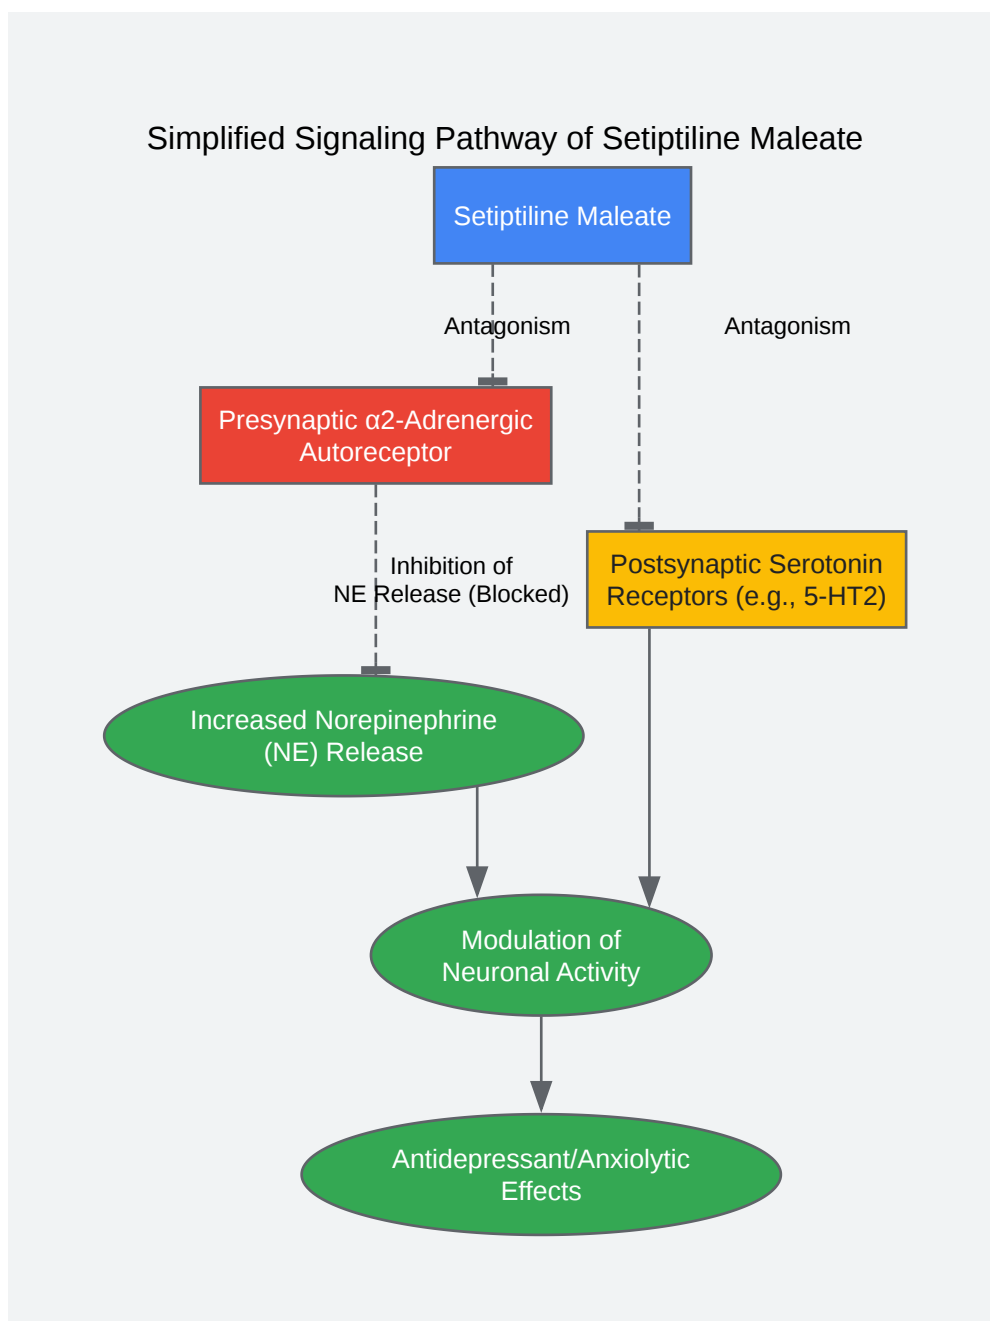 Simplified Signaling Pathway of Setiptiline Maleate
Setiptiline Maleate
Antagonism
Antagonism
Presynaptic α2-Adrenergic
Autoreceptor
Inhibition of
NE Release (Blocked)
Postsynaptic Serotonin
Receptors (e.g., 5-HT2)
Increased Norepinephrine
(NE) Release
Modulation of
Neuronal Activity
Antidepressant/Anxiolytic
Effects